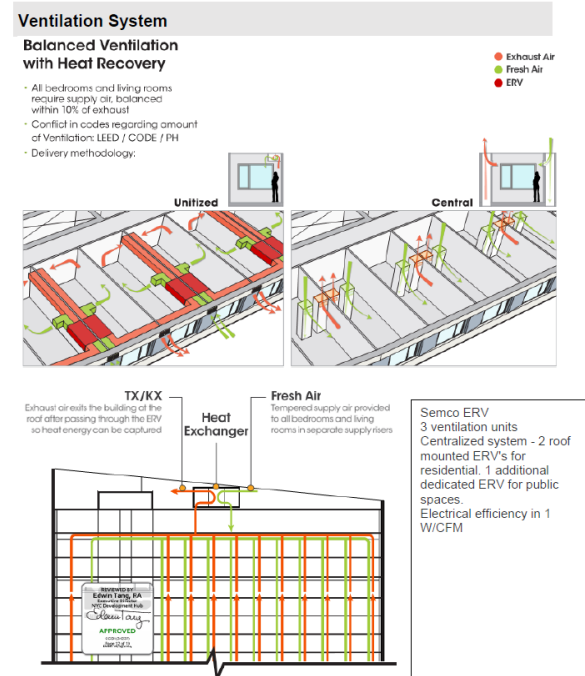 Ventilation System
Balanced Ventilation
with Heat Recovery
Exhaust Air
Fresh Air
ERV
· All bedrooms and living rooms
require supply air, balanced
within 10% of exhaust
· Conflict in codes regarding amount
of Ventilation: LEED / CODE / PH
· Delivery methodology:
Unitized
Central
TX/KX
Exhaust air exits the building at the
roof after passing through the ERV
so heat energy can be captured
Heat
Exchanger
Fresh Air
Tempered supply air provided
to all bedrooms and living
rooms in separate supply risers
Semco ERV
3 ventilation units
Centralized system - 2 roof
mounted ERV's for
residential. 1 additional
dedicated ERV for public
spaces.
Electrical efficiency in 1
W/CFM
REVIEWED BY
Edwin Tang, RA
NYC Development Hub
Edwin Tang
APPROVED